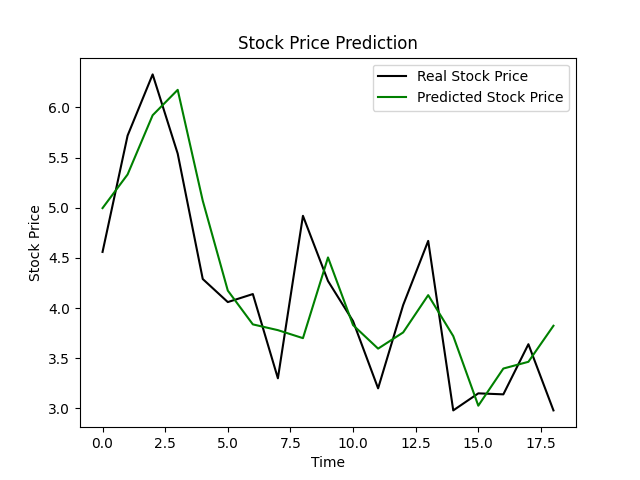 Stock Price Prediction
Real Stock Price
Predicted Stock Price
Stock Price
6.0
5.5
5.0
4.5
4.0
3.5
3.0
0.0 2.5 5.0 7.5 10.0 12.5 15.0 17.5
Time